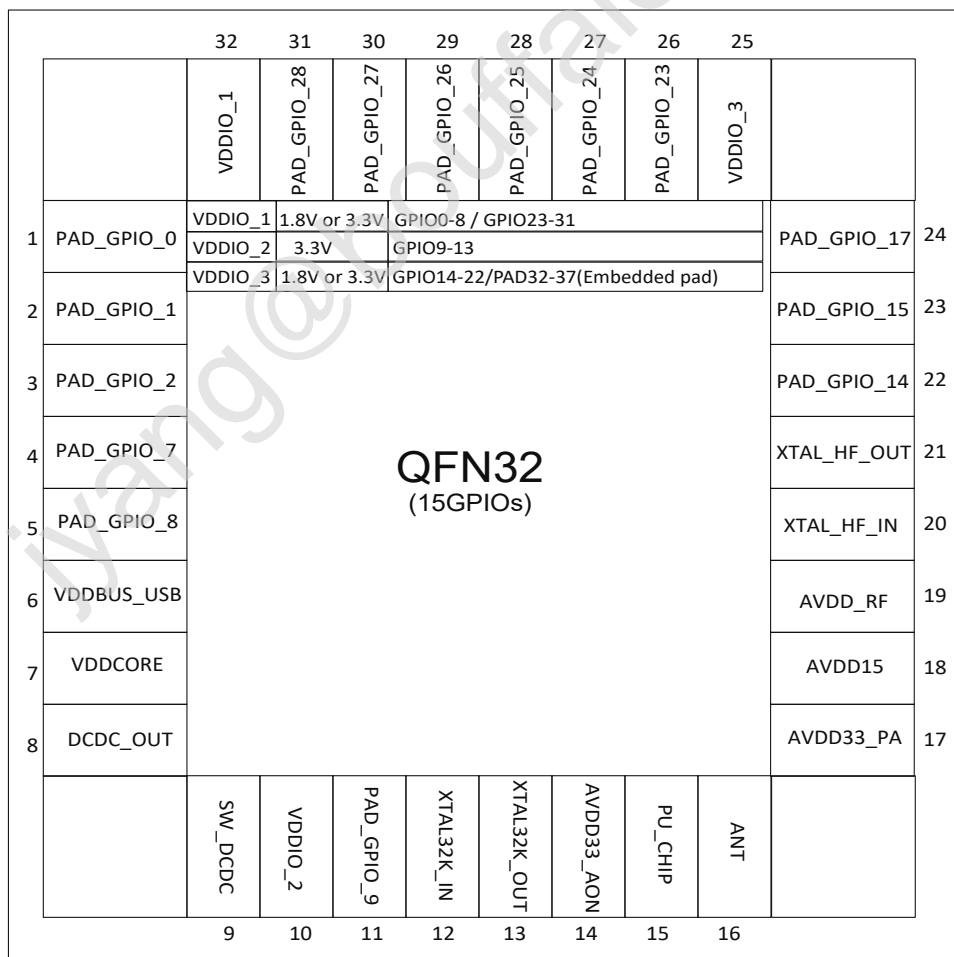 32 31 30 29 28 27 26 25
VDDIO_1
PAD_GPIO_28
PAD_GPIO_27
PAD_GPIO_26
PAD_GPIO_25
PAD_GPIO_24
PAD_GPIO_23
VDDIO_3
VDDIO_1 1.8V or 3.3V GPIO0-8 / GPIO23-31
VDDIO_2 3.3V GPIO9-13
VDDIO_3 1.8V or 3.3V GPIO14-22/PAD32-37(Embedded pad)
1 PAD_GPIO_0
2 PAD_GPIO_1
3 PAD_GPIO_2
4 PAD_GPIO_7
5 PAD_GPIO_8
6 VDDBUS_USB
7 VDDCORE
8 DCDC_OUT
QFN32
(15GPIOs)
PAD_GPIO_17 24
PAD_GPIO_15 23
PAD_GPIO_14 22
XTAL_HF_OUT 21
XTAL_HF_IN 20
AVDD_RF 19
AVDD15 18
AVDD33_PA 17
SW_DCDC
VDDIO_2
PAD_GPIO_9
XTAL32K_IN
XTAL32K_OUT
AVDD33_AON
PU_CHIP
ANT
9 10 11 12 13 14 15 16
jyang@bouffal